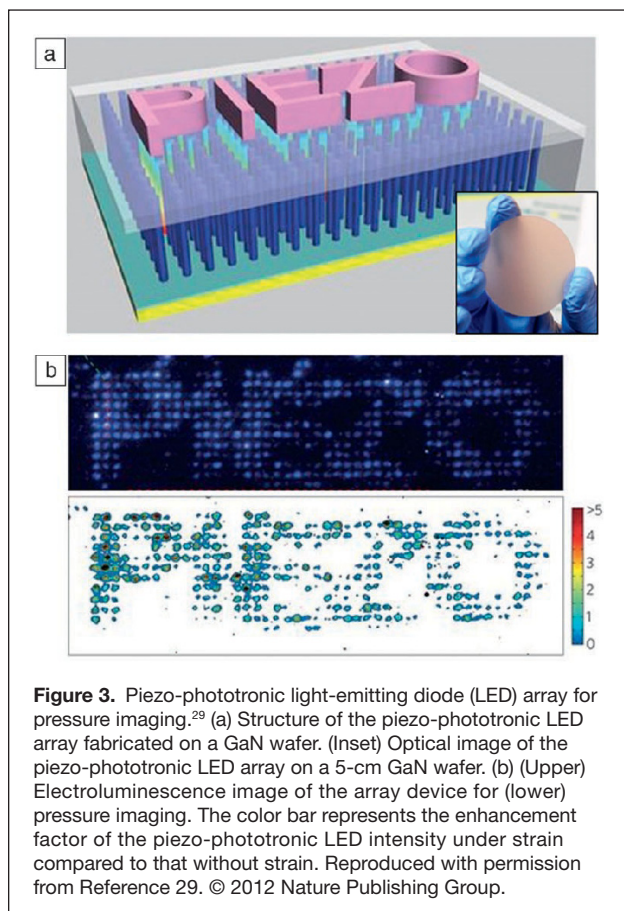 a
PIEZO
b
PIEZO
PIEZO
>5
4
3
2
1
0
Figure 3. Piezo-phototronic light-emitting diode (LED) array for
pressure imaging.29 (a) Structure of the piezo-phototronic LED
array fabricated on a GaN wafer. (Inset) Optical image of the
piezo-phototronic LED array on a 5-cm GaN wafer. (b) (Upper)
Electroluminescence image of the array device for (lower)
pressure imaging. The color bar represents the enhancement
factor of the piezo-phototronic LED intensity under strain
compared to that without strain. Reproduced with permission
from Reference 29. © 2012 Nature Publishing Group.